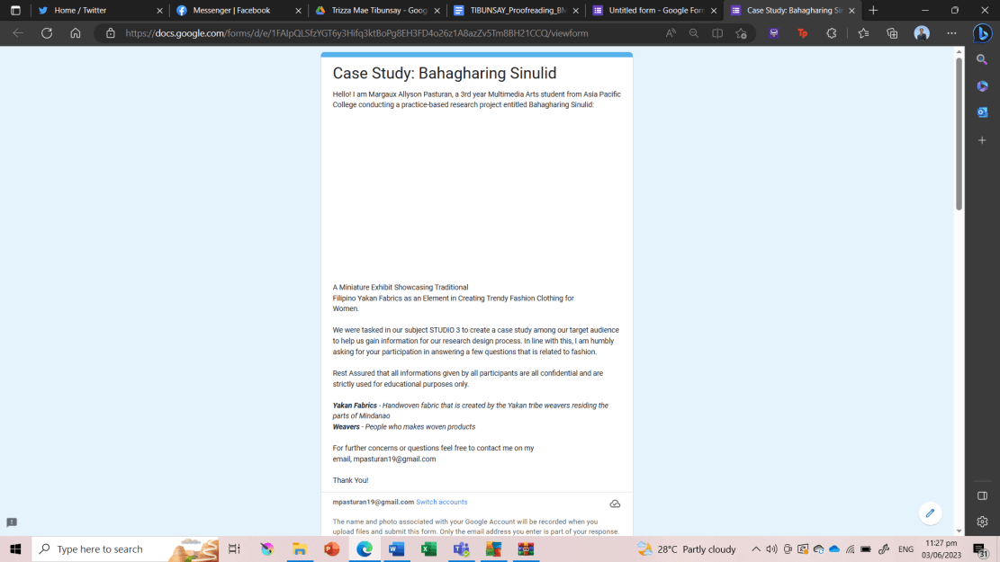 Home / Twitter
Messenger | Facebook
Trizza Mae Tibunsay - Goog
TIBUNSAY_Proofreading_BM
Untitled form - Google Form
Case Study: Bahagharing Sin
https://docs.google.com/forms/d/e/1FAIpQLSfzYGT6y3Hifq3ktBoPg8EH3FD4o26z1A8azZv5Tm8BH21CCQ/viewform
Case Study: Bahagharing Sinulid
Hello! I am Margaux Allyson Pasturan, a 3rd year Multimedia Arts student from Asia Pacific
College conducting a practice-based research project entitled Bahagharing Sinulid:
A Miniature Exhibit Showcasing Traditional
Filipino Yakan Fabrics as an Element in Creating Trendy Fashion Clothing for
Women.
We were tasked in our subject STUDIO 3 to create a case study among our target audience
to help us gain information for our research design process. In line with this, I am humbly
asking for your participation in answering a few questions that is related to fashion.
Rest Assured that all informations given by all participants are all confidential and are
strictly used for educational purposes only.
Yakan Fabrics - Handwoven fabric that is created by the Yakan tribe weavers residing the
parts of Mindanao
Weavers - People who makes woven products
For further concerns or questions feel free to contact me on my
email, mpasturan19@gmail.com
Thank You!
mpasturan19@gmail.com Switch accounts
The name and photo associated with your Google Account will be recorded when you
upload files and submit this form. Only the email address you enter is part of your response.
Type here to search
28°C Partly cloudy
ENG
11:27 pm
03/06/2023
31